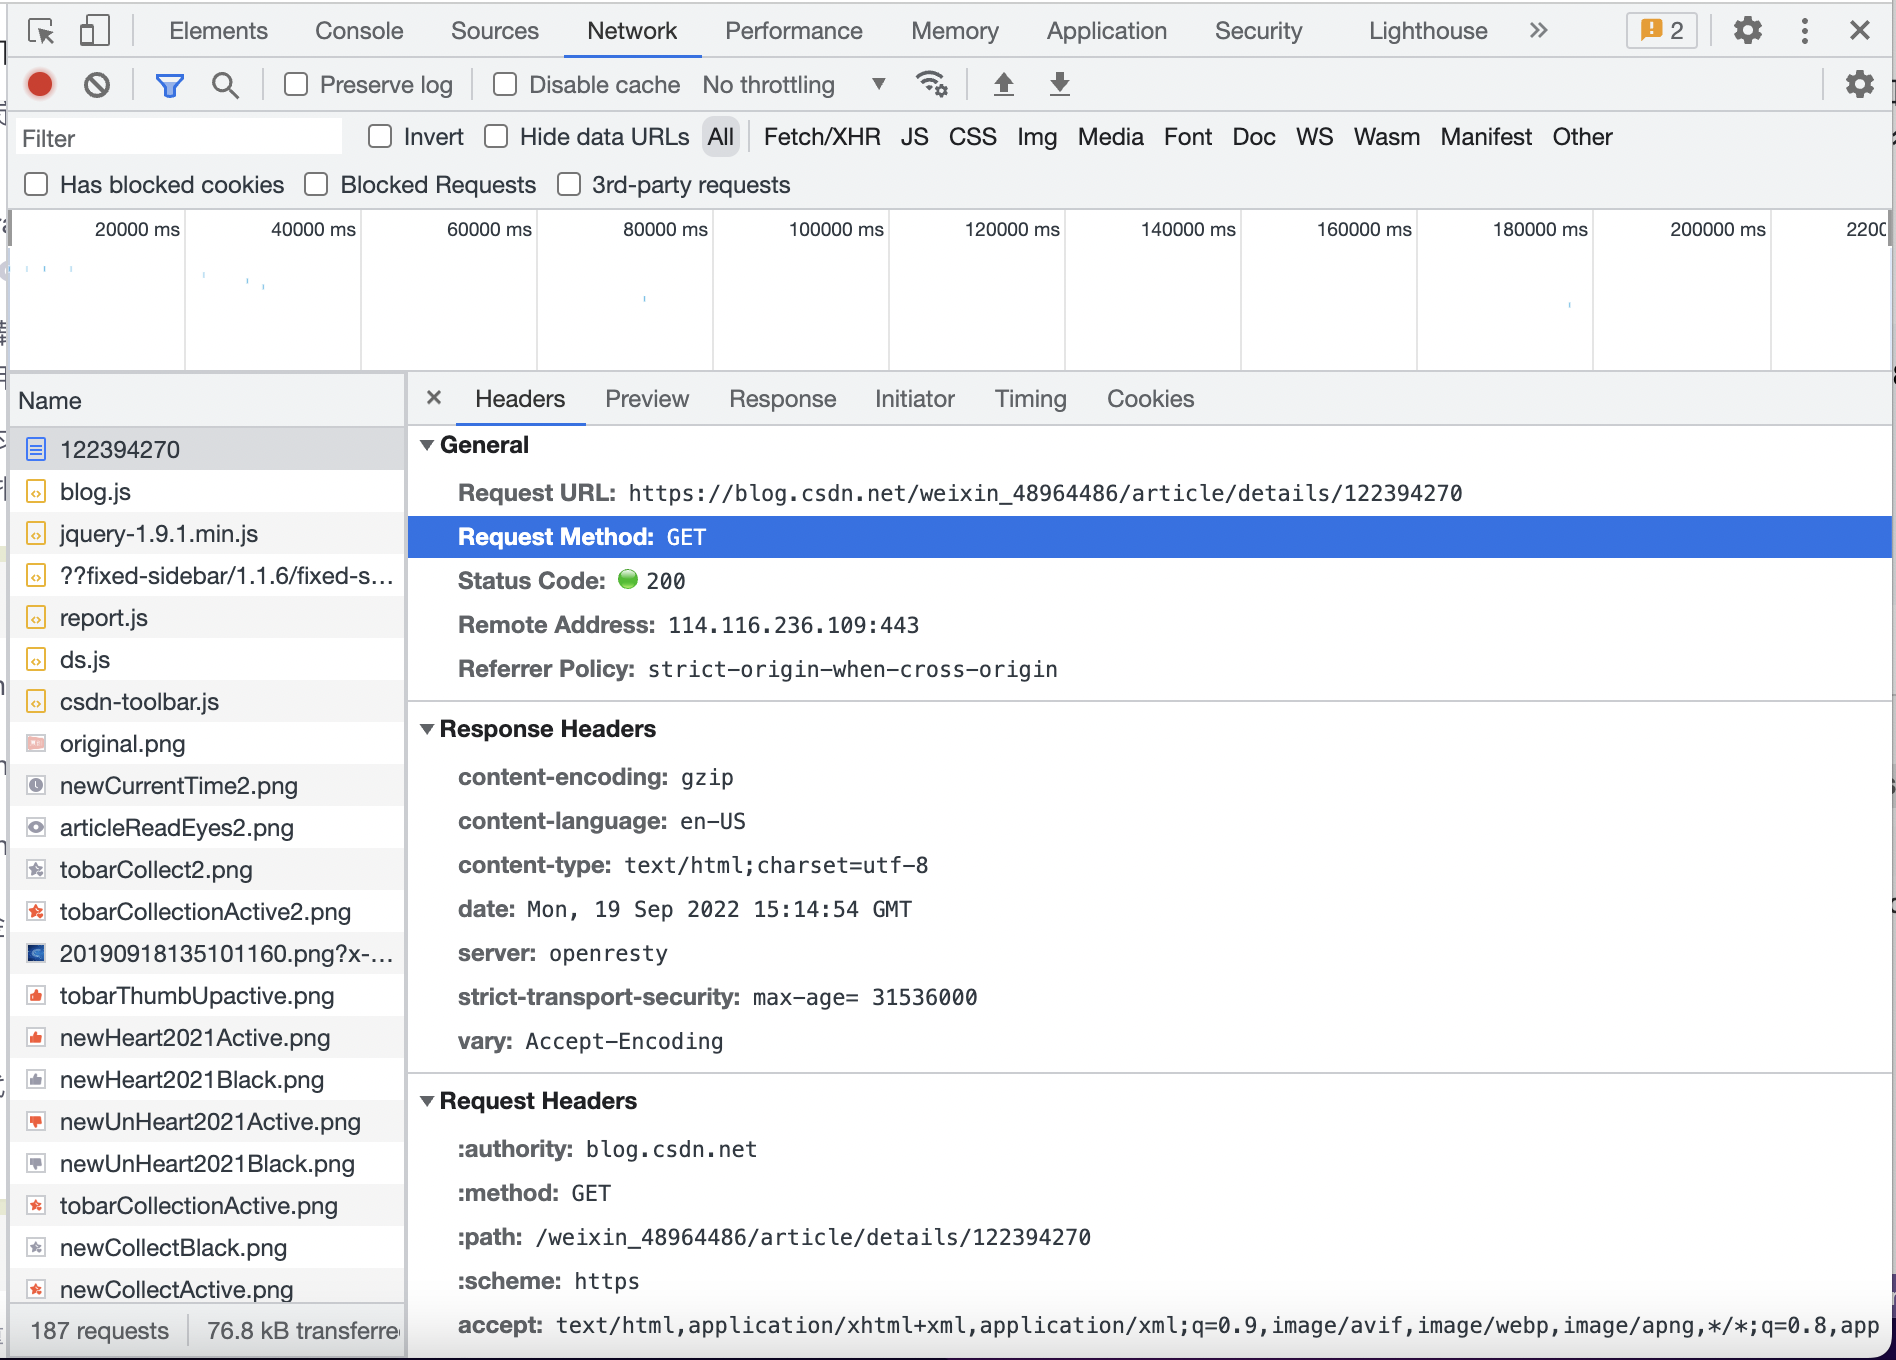 Elements Console Sources Network Performance Memory Application Security Lighthouse 2
Preserve log Disable cache No throttling
Filter Invert Hide data URLs All Fetch/XHR JS CSS Img Media Font Doc WS Wasm Manifest Other
Has blocked cookies Blocked Requests 3rd-party requests
20000 ms 40000 ms 60000 ms 80000 ms 100000 ms 120000 ms 140000 ms 160000 ms 180000 ms 200000 ms 2200
Name
122394270
blog.js
jquery-1.9.1.min.js
??fixed-sidebar/1.1.6/fixed-s...
report.js
ds.js
csdn-toolbar.js
original.png
newCurrentTime2.png
articleReadEyes2.png
tobarCollect2.png
tobarCollectionActive2.png
20190918135101160.png?x-...
tobarThumbUpactive.png
newHeart2021Active.png
newHeart2021Black.png
newUnHeart2021Active.png
newUnHeart2021Black.png
tobarCollectionActive.png
newCollectBlack.png
newCollectActive.png
187 requests 76.8 kB transferre
Headers Preview Response Initiator Timing Cookies
General
Request URL: https://blog.csdn.net/weixin_48964486/article/details/122394270
Request Method: GET
Status Code: 200
Remote Address: 114.116.236.109:443
Referrer Policy: strict-origin-when-cross-origin
Response Headers
content-encoding: gzip
content-language: en-US
content-type: text/html;charset=utf-8
date: Mon, 19 Sep 2022 15:14:54 GMT
server: openresty
strict-transport-security: max-age= 31536000
vary: Accept-Encoding
Request Headers
:authority: blog.csdn.net
:method: GET
:path: /weixin_48964486/article/details/122394270
:scheme: https
accept: text/html,application/xhtml+xml,application/xml;q=0.9,image/avif,image/webp,image/apng,*/*;q=0.8,app